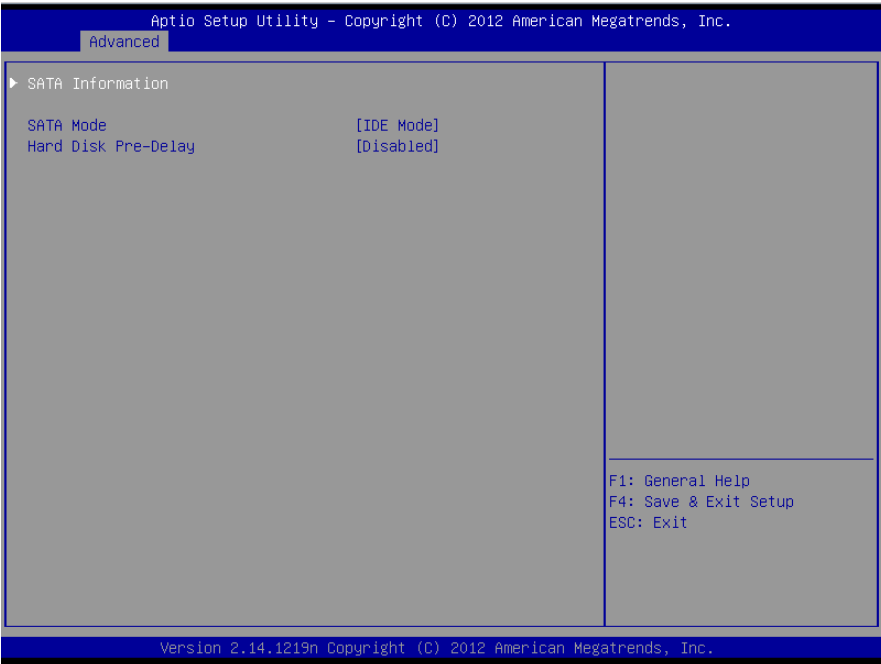 Aptio Setup Utility – Copyright (C) 2012 American Megatrends, Inc.
Advanced
SATA Information
SATA Mode [IDE Mode]
Hard Disk Pre-Delay [Disabled]
F1: General Help
F4: Save & Exit Setup
ESC: Exit
Version 2.14.1219n Copyright (C) 2012 American Megatrends, Inc.